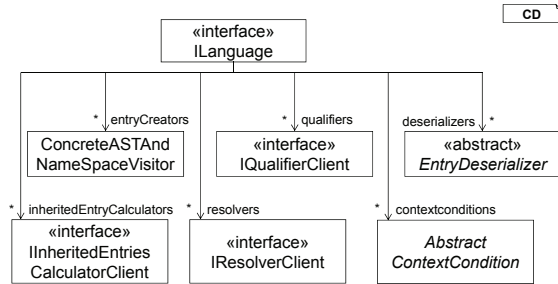 CD
«interface»
ILanguage
* entryCreators
* qualifiers
deserializers *
ConcreteASTAnd
NameSpaceVisitor
«interface»
IQualifierClient
«abstract»
EntryDeserializer
* inheritedEntryCalculators
* resolvers
* contextconditions
«interface»
IInheritedEntries
CalculatorClient
«interface»
IResolverClient
Abstract
ContextCondition